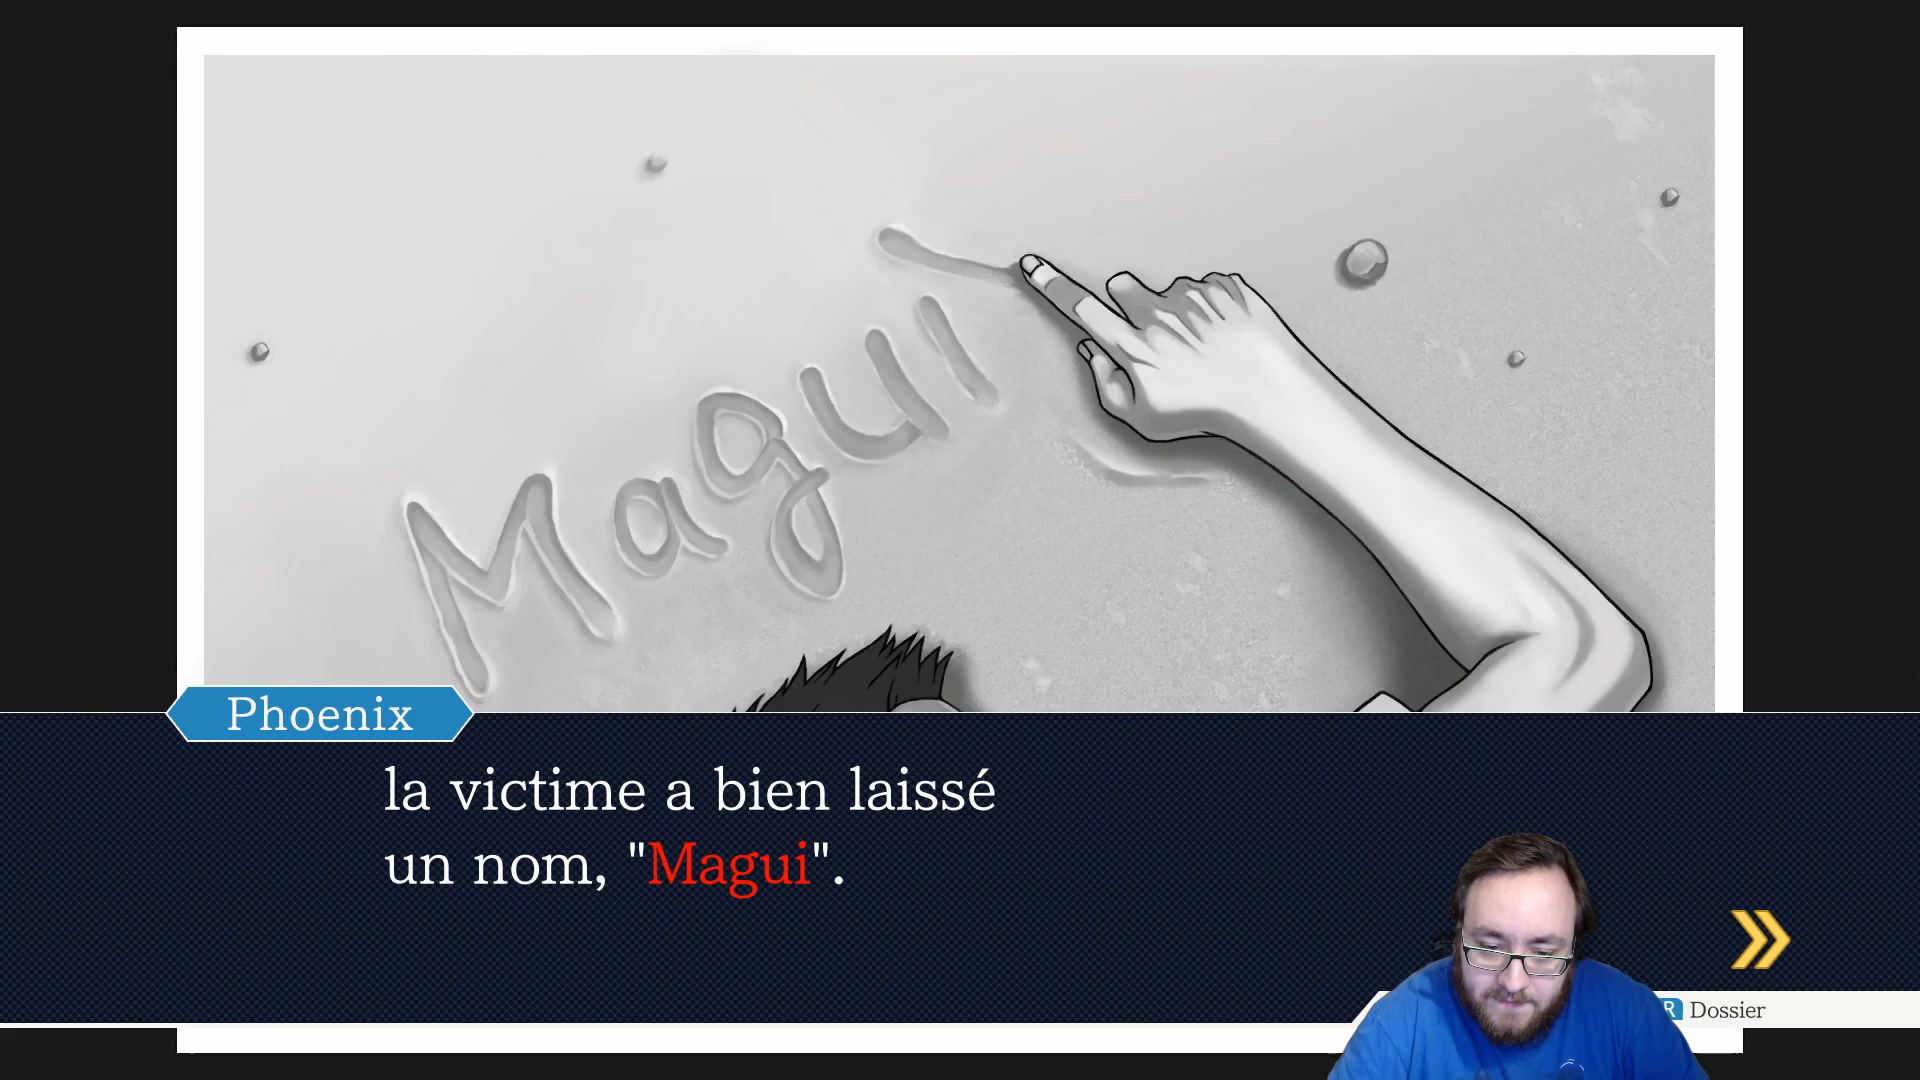 Magui
Phoenix
la victime a bien laissé
un nom, "Magui".
R Dossier